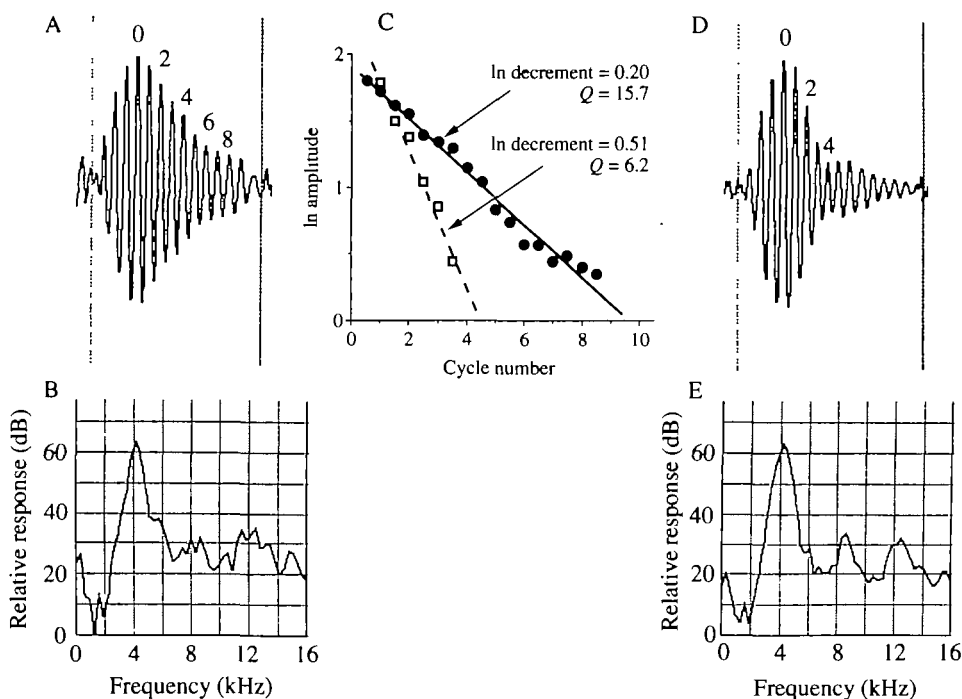 A
0
2
4
6
8
C
2
1
0
ln amplitude
0 2 4 6 8 10
Cycle number
ln decrement = 0.20
Q = 15.7
ln decrement = 0.51
Q = 6.2
D
0
2
4
B
60
40
20
0
Relative response (dB)
0 4 8 12 16
Frequency (kHz)
E
60
40
20
0
Relative response (dB)
0 4 8 12 16
Frequency (kHz)